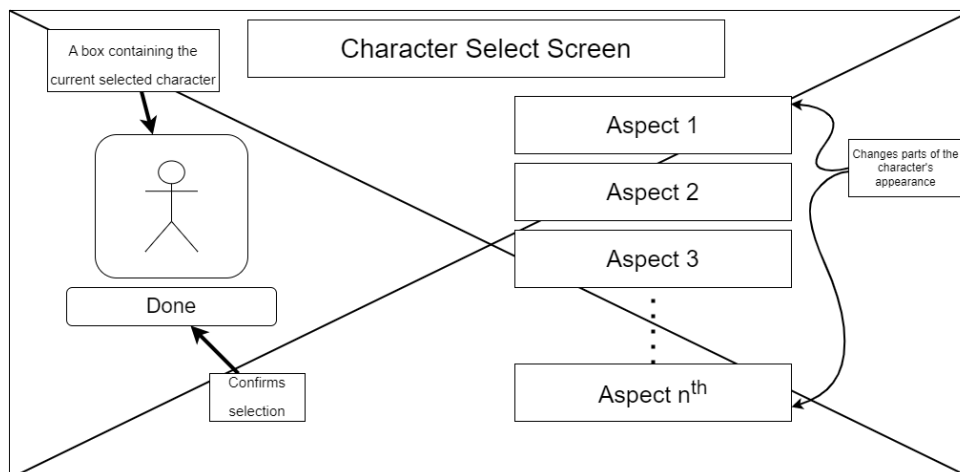 Character Select Screen
A box containing the
current selected character
Aspect 1
Changes parts of the
character's
appearance
Aspect 2
Aspect 3
Done
Confirms
selection
Aspect nth